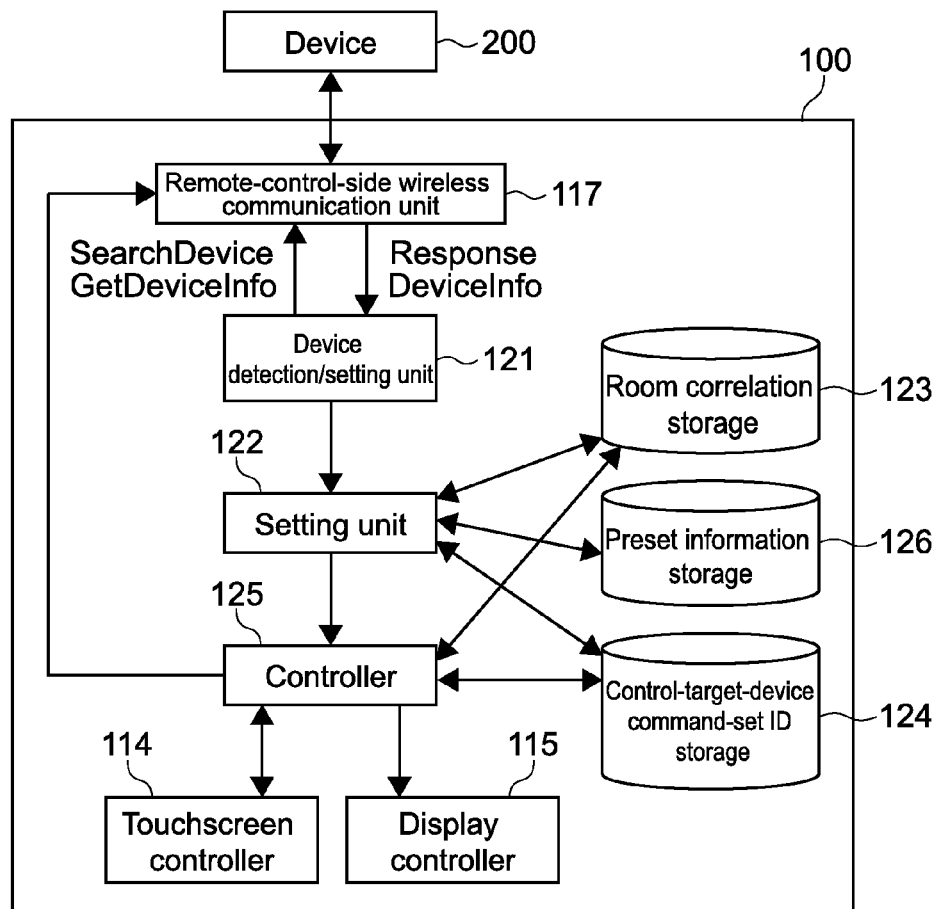 Device
200
100
Remote-control-side wireless
communication unit
117
SearchDevice
GetDeviceInfo
Response
DeviceInfo
Device
detection/setting unit
121
Room correlation
storage
123
122
Setting unit
Preset information
storage
126
125
Controller
Control-target-device
command-set ID
storage
124
114
115
Touchscreen
controller
Display
controller